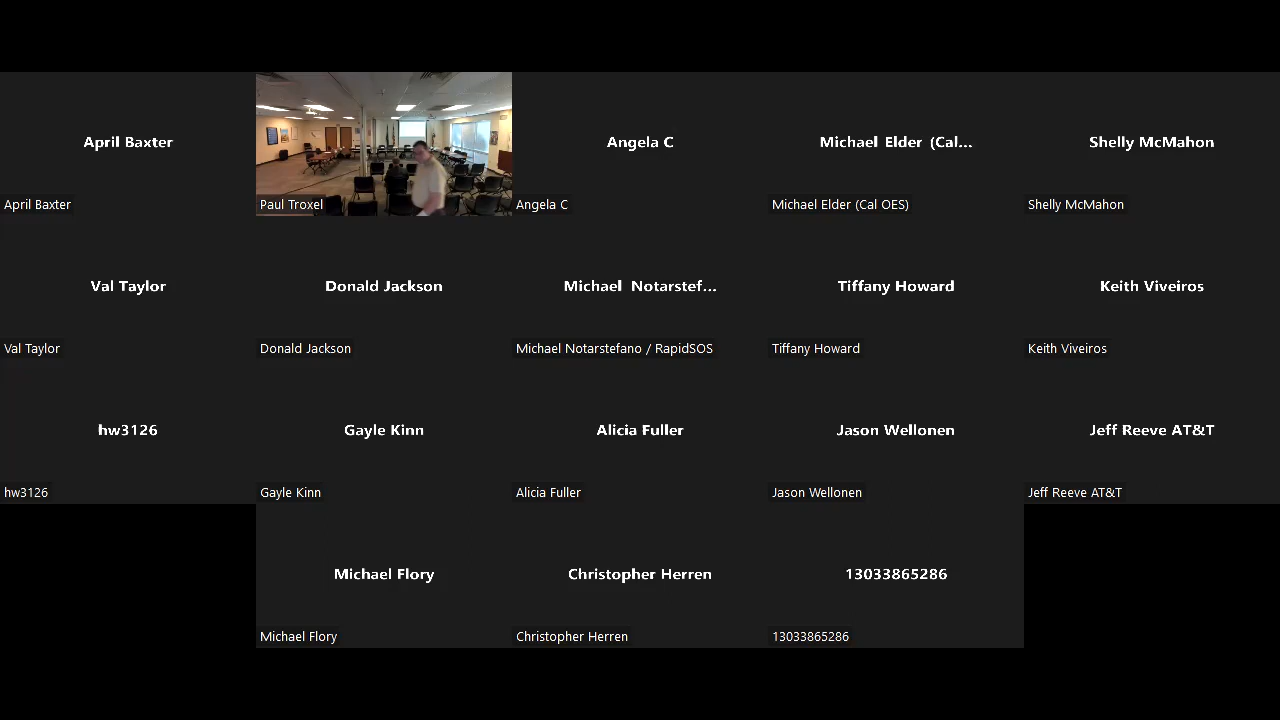 April Baxter
Angela C
Michael Elder (Cal...
Shelly McMahon
April Baxter
Paul Troxel
Angela C
Michael Elder (Cal OES)
Shelly McMahon
Val Taylor
Donald Jackson
Michael Notarstef...
Tiffany Howard
Keith Viveiros
Val Taylor
Donald Jackson
Michael Notarstefano / RapidSOS
Tiffany Howard
Keith Viveiros
hw3126
Gayle Kinn
Alicia Fuller
Jason Wellonen
Jeff Reeve AT&T
hw3126
Gayle Kinn
Alicia Fuller
Jason Wellonen
Jeff Reeve AT&T
Michael Flory
Christopher Herren
13033865286
Michael Flory
Christopher Herren
13033865286